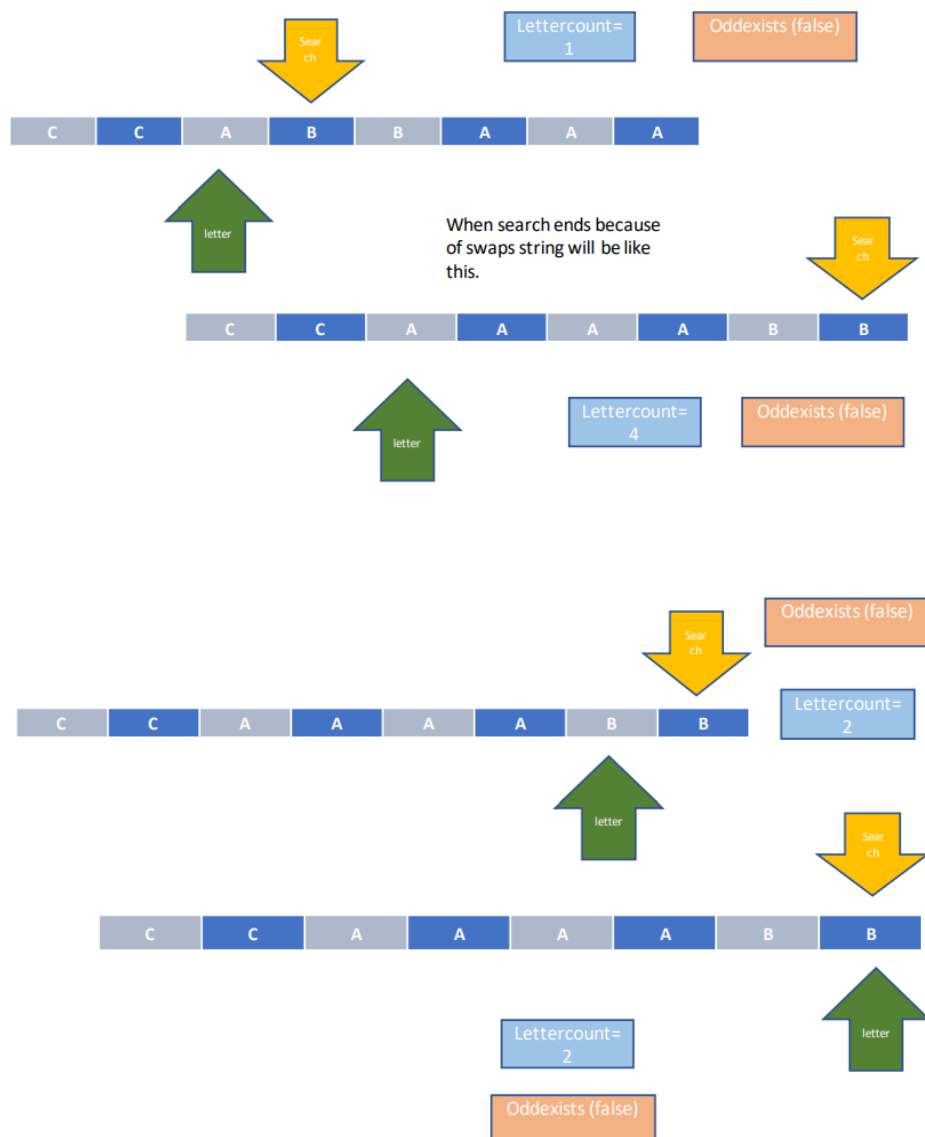 Lettercount=
1
Oddexists (false)
Sear
ch
C C A B B A A A
letter
When search ends because
of swaps string will be like
this.
Sear
ch
C C A A A A B B
letter
Lettercount=
4
Oddexists (false)
Oddexists (false)
Sear
ch
Lettercount=
2
C C A A A A B B
letter
Sear
ch
C C A A A A B B
letter
Lettercount=
2
Oddexists (false)